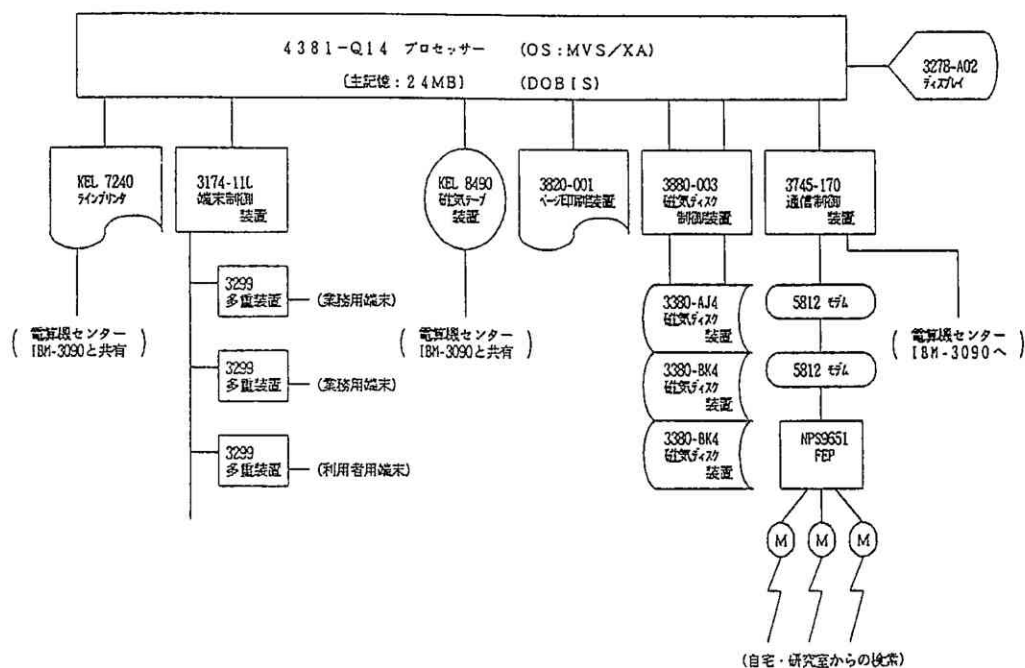 4381-Q14 プロセッサー (OS:MVS/XA)
(主記憶:24MB) (DOBIS)
3278-A02
ディスプレイ
KEL 7240
ラインプリンタ
3174-11L
端末制御
装置
KEL 8490
磁気テープ
装置
3820-001
ページ印刷装置
3880-003
磁気ディスク
制御装置
3745-170
通信制御
装置
(電算機センター
IBM-3090と共有)
3299
多重装置
(業務用端末)
3299
多重装置
(業務用端末)
3299
多重装置
(利用者用端末)
(電算機センター
IBM-3090と共有)
3380-AJ4
磁気ディスク
装置
3380-BK4
磁気ディスク
装置
3380-BK4
磁気ディスク
装置
5812 モデム
5812 モデム
NPS9651
FEP
M M M
(自宅・研究室からの検索)
(電算機センター
IBM-3090へ)